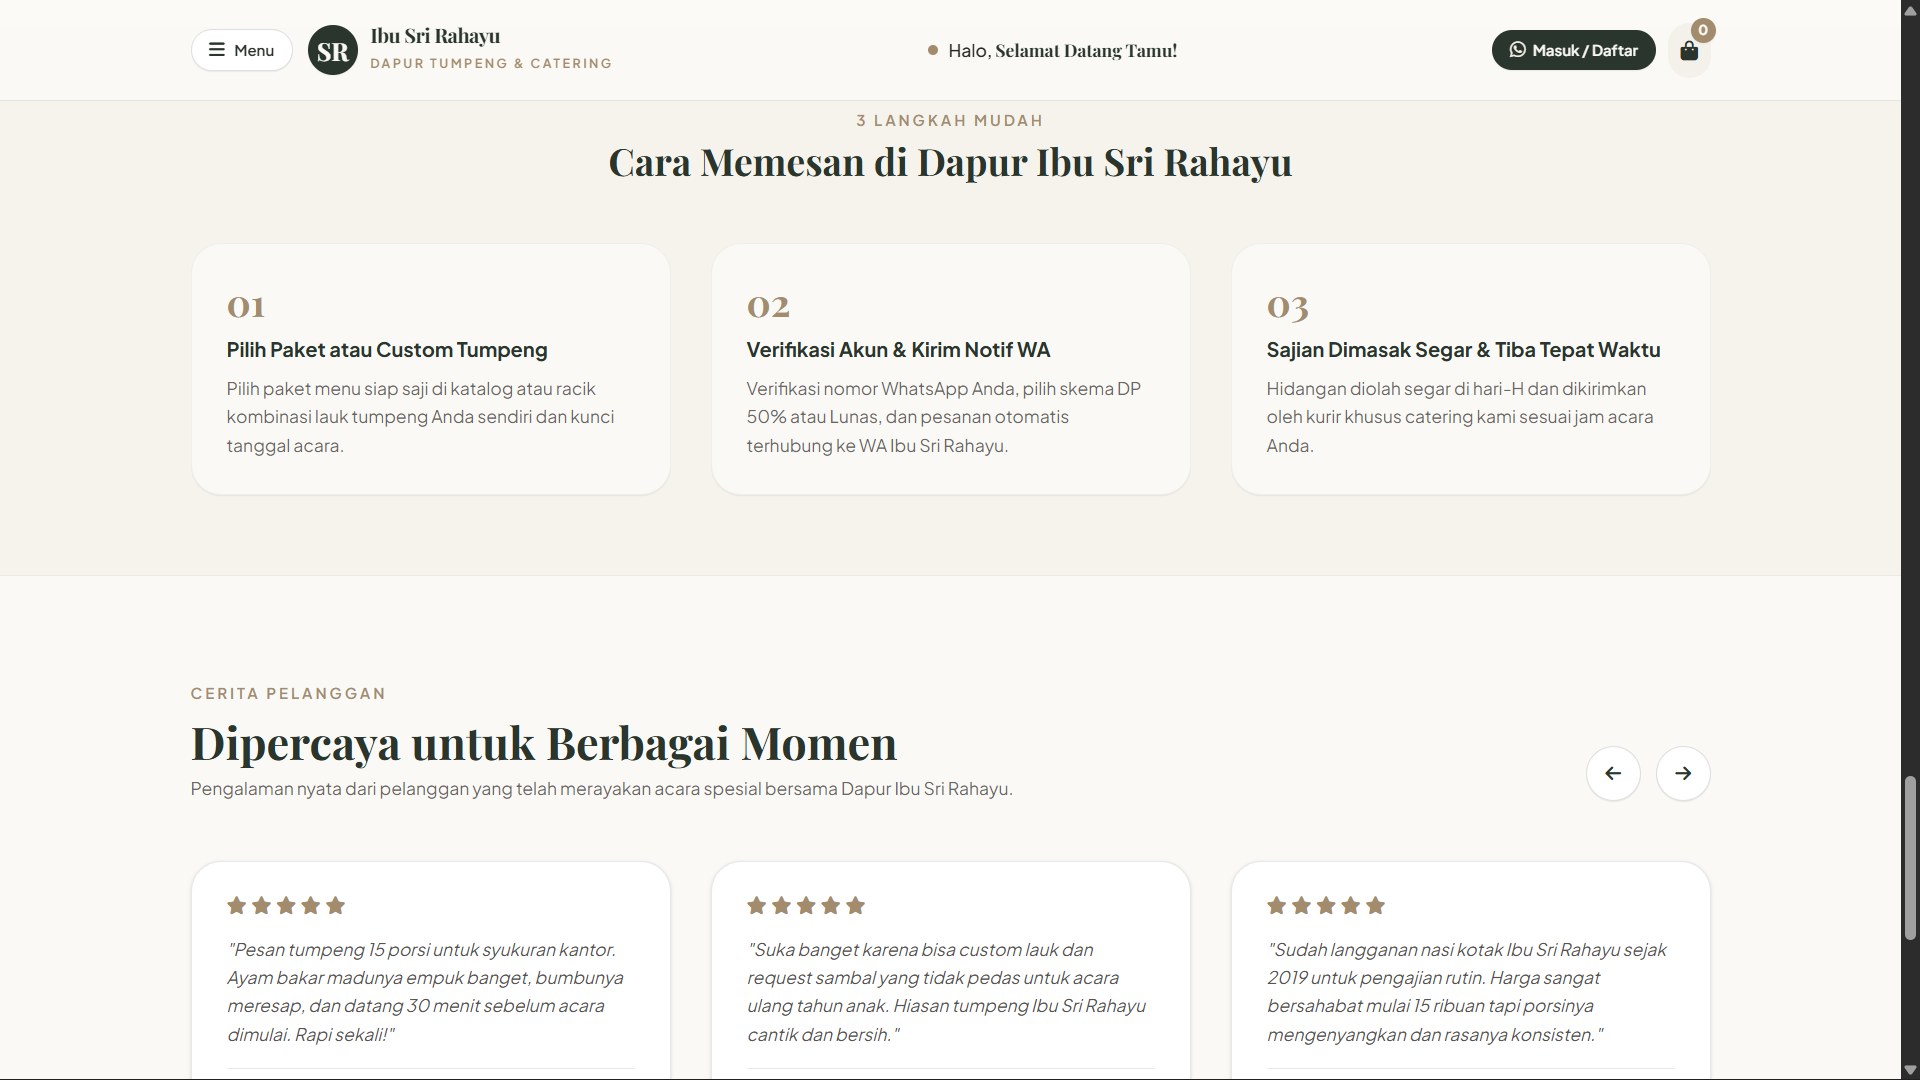 Menu
SR
Ibu Sri Rahayu
DAPUR TUMPENG & CATERING
Halo, Selamat Datang Tamu!
Masuk / Daftar
0
3 LANGKAH MUDAH
Cara Memesan di Dapur Ibu Sri Rahayu
01
Pilih Paket atau Custom Tumpeng
Pilih paket menu siap saji di katalog atau racik
kombinasi lauk tumpeng Anda sendiri dan kunci
tanggal acara.
02
Verifikasi Akun & Kirim Notif WA
Verifikasi nomor WhatsApp Anda, pilih skema DP
50% atau Lunas, dan pesanan otomatis
terhubung ke WA Ibu Sri Rahayu.
03
Sajian Dimasak Segar & Tiba Tepat Waktu
Hidangan diolah segar di hari-H dan dikirimkan
oleh kurir khusus catering kami sesuai jam acara
Anda.
CERITA PELANGGAN
Dipercaya untuk Berbagai Momen
Pengalaman nyata dari pelanggan yang telah merayakan acara spesial bersama Dapur Ibu Sri Rahayu.
"Pesan tumpeng 15 porsi untuk syukuran kantor.
Ayam bakar madunya empuk banget, bumbunya
meresap, dan datang 30 menit sebelum acara
dimulai. Rapi sekali!"
"Suka banget karena bisa custom lauk dan
request sambal yang tidak pedas untuk acara
ulang tahun anak. Hiasan tumpeng Ibu Sri Rahayu
cantik dan bersih."
"Sudah langganan nasi kotak Ibu Sri Rahayu sejak
2019 untuk pengajian rutin. Harga sangat
bersahabat mulai 15 ribuan tapi porsinya
mengenyangkan dan rasanya konsisten."